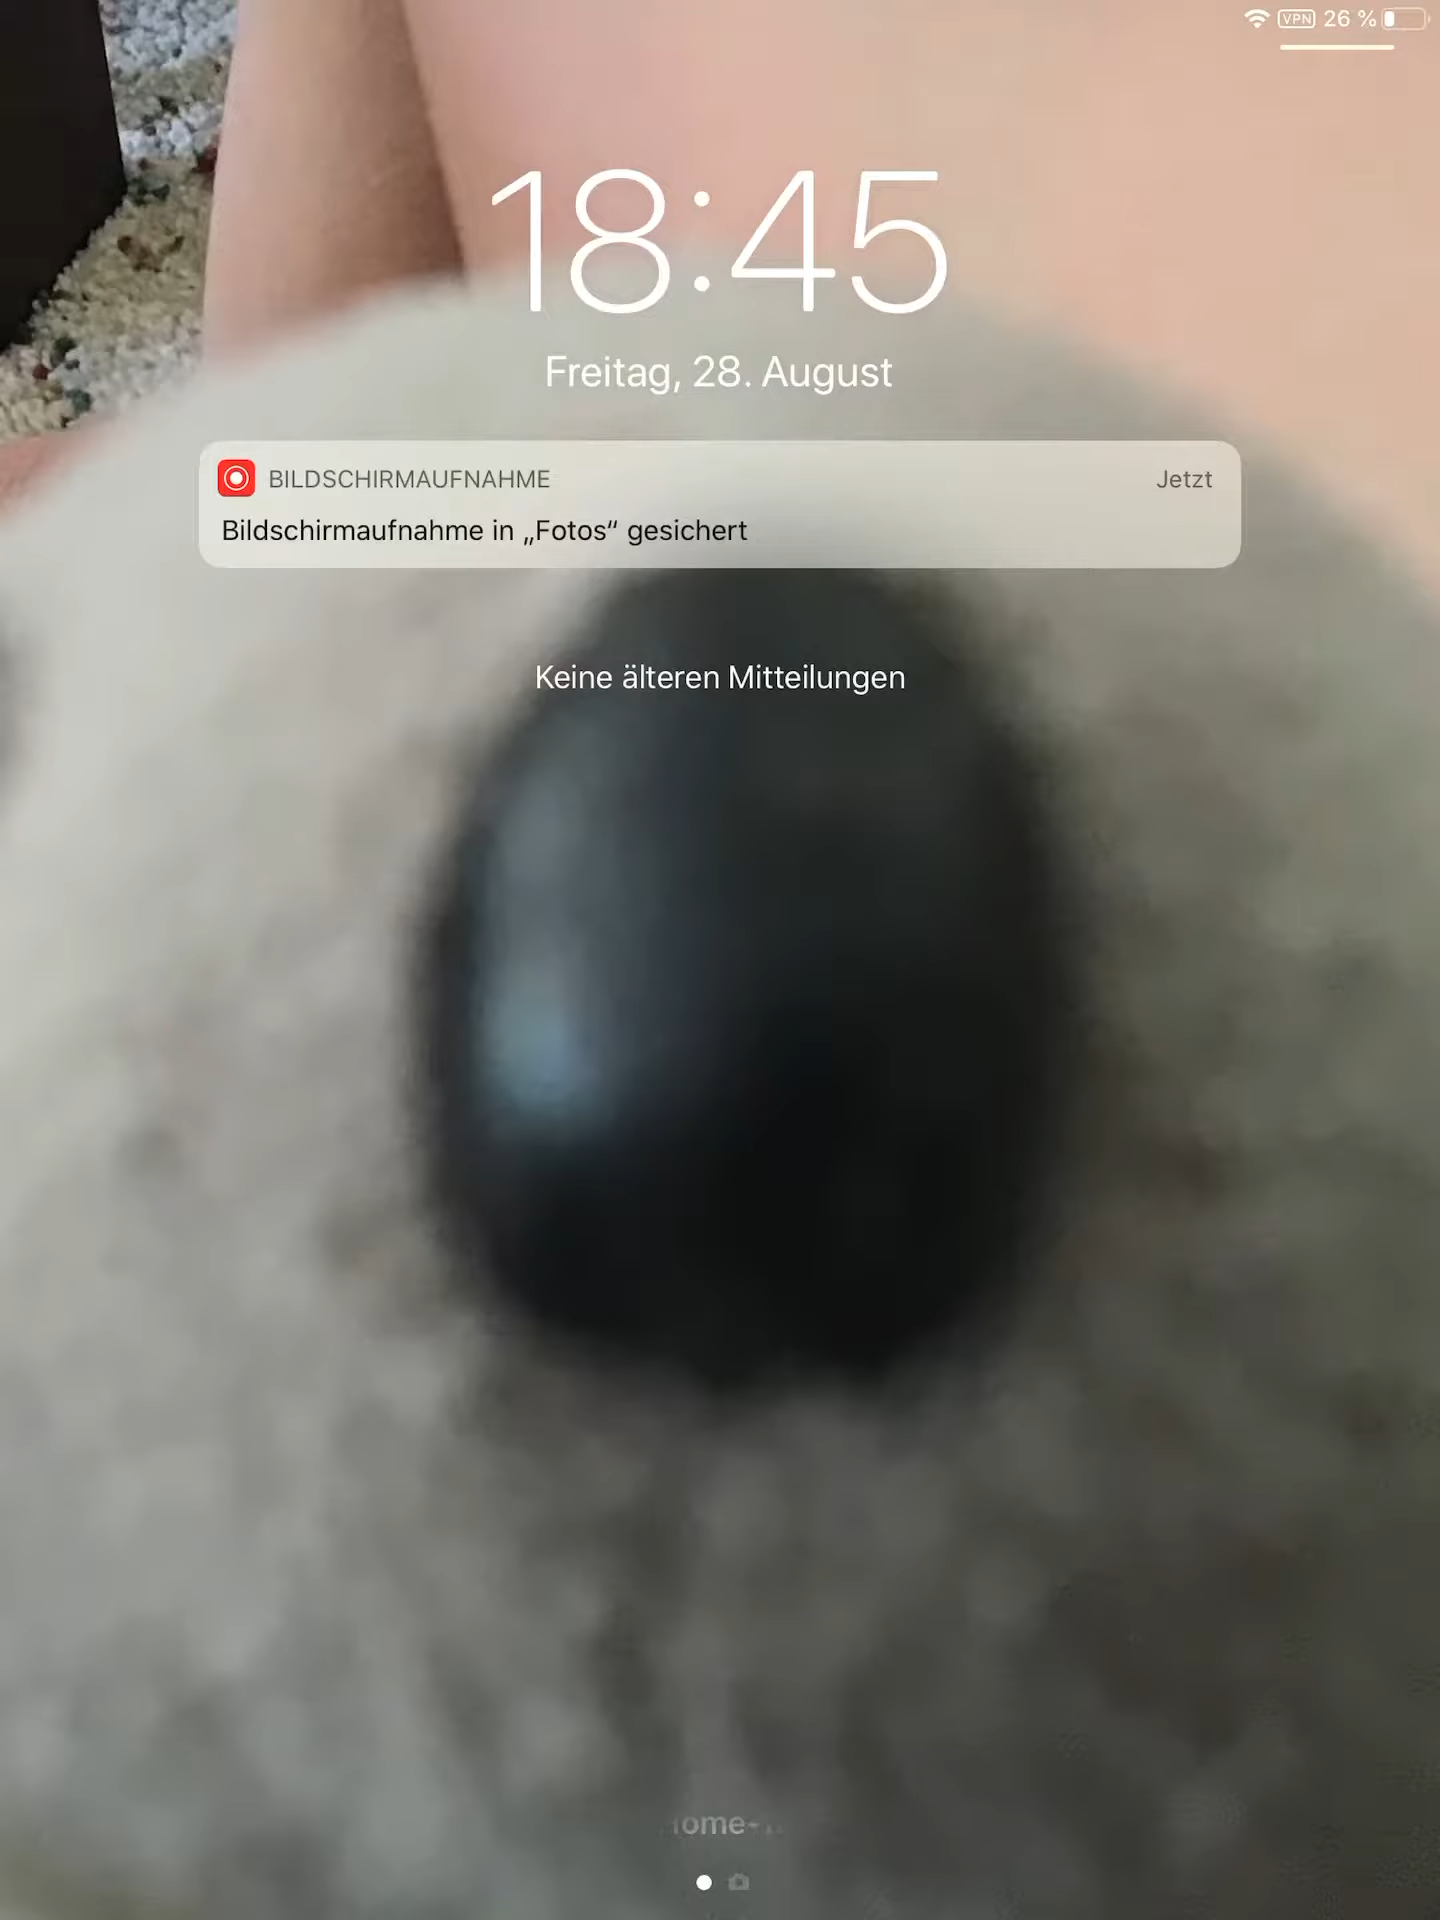 VPN 26 %
18:45
Freitag, 28. August
BILDSCHIRMAUFNAHME Jetzt
Bildschirmaufnahme in „Fotos“ gesichert
Keine älteren Mitteilungen